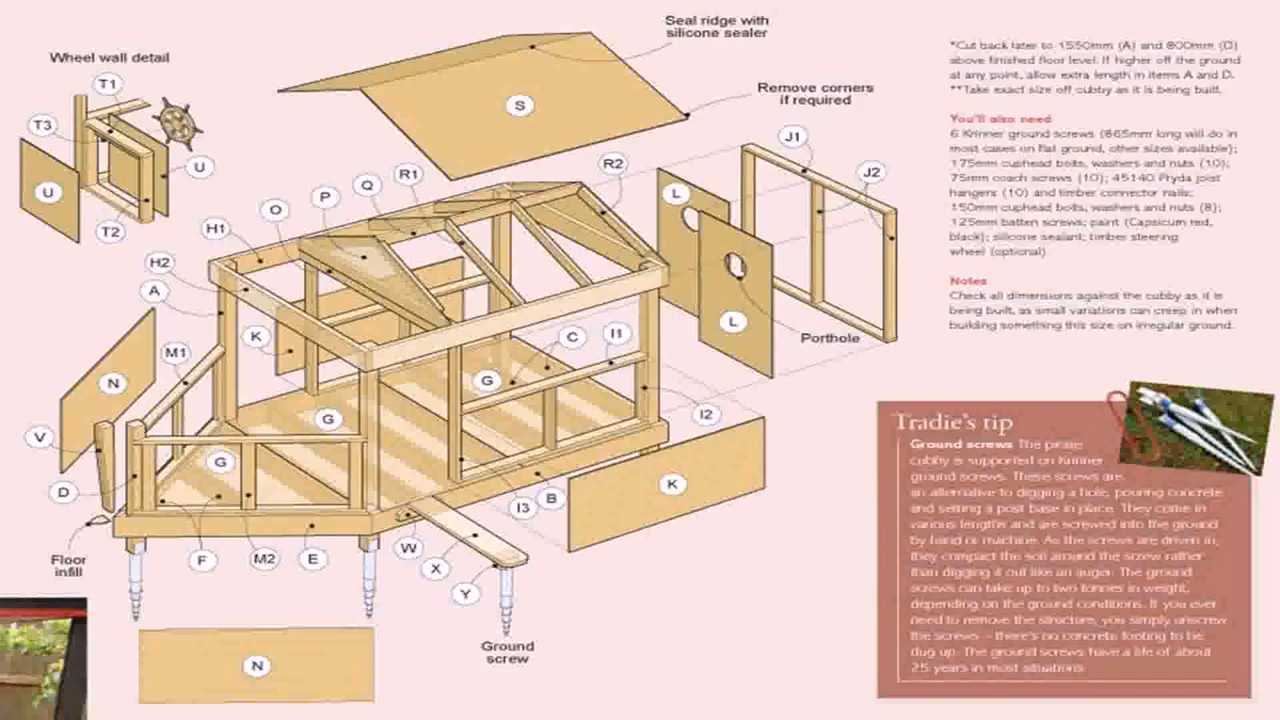 Seal ridge with
silicone sealer
Wheel wall detail
T1
T3
U
U
T2
S
Remove corners
if required
J1
J2
R2
R1
Q
P
O
H1
H2
A
L
L
Porthole
K
C
I1
G
M1
N
G
G
I2
V
K
D
B
I3
W
Floor
infill
F
M2
E
X
Y
Ground
screw
N
*Cut back later to 1550mm (A) and 800mm (D)
above finished floor level. If higher off the ground
at any point, allow extra length in items A and D.
**Take exact size off cubby as it is being built.
You'll also need
6 Krinner ground screws (865mm long will do in
most cases on flat ground, other sizes available);
175mm cuphead bolts, washers and nuts (10);
75mm coach screws (10); 45140 Pryda joist
hangers (10) and timber connector nails;
150mm cuphead bolts, washers and nuts (8);
125mm batten screws; paint (Capsicum red,
black); silicone sealant; timber steering
wheel (optional)
Notes
Check all dimensions against the cubby as it is
being built, as small variations can creep in when
building something this size on irregular ground.
Tradie's tip
Ground screws The pirate
cubby is supported on Krinner
ground screws. These screws are
an alternative to digging a hole, pouring concrete
and setting a post base in place. They come in
various lengths and are screwed into the ground
by hand or machine. As the screws are driven in,
they compact the soil around the screw rather
than digging it out like an auger. The ground
screws can take up to two tonnes in weight,
depending on the ground conditions. If you ever
need to remove the structure, you simply unscrew
the screws – there's no concrete footing to be
dug up. The ground screws have a life of about
25 years in most situations.